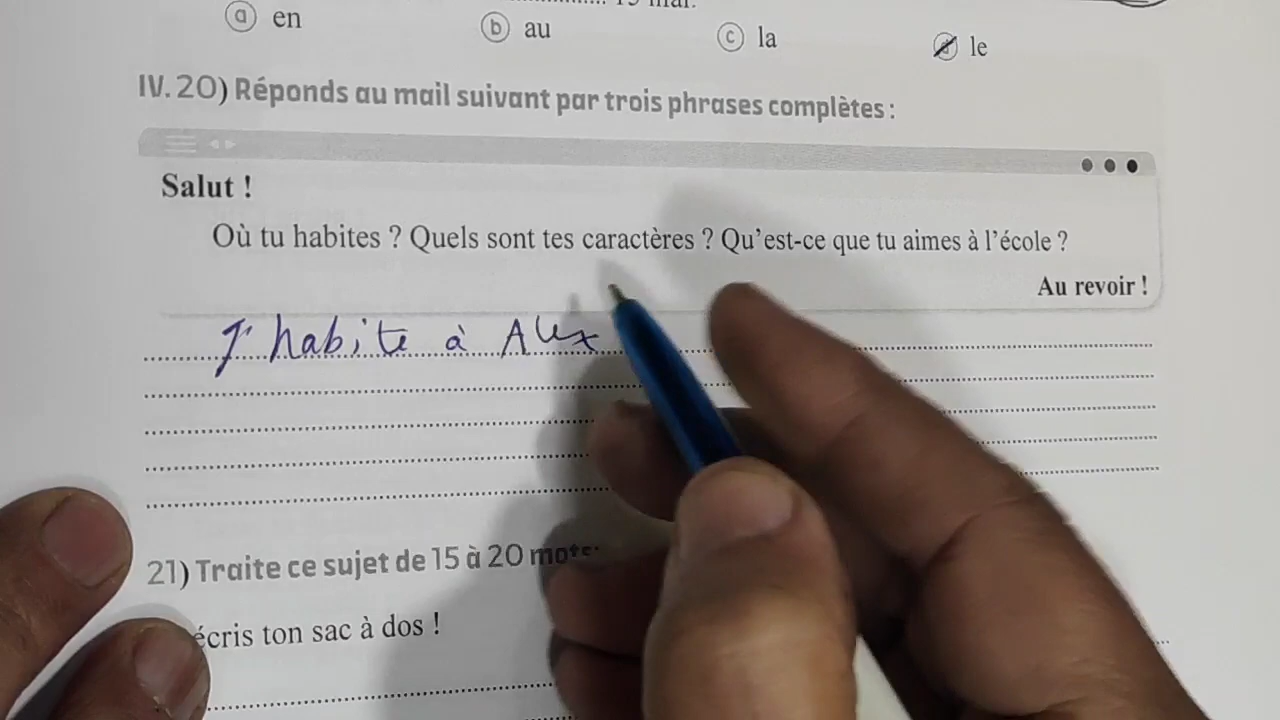 ⓐ en ⓑ au ⓒ la ⓓ le
IV. 20) Réponds au mail suivant par trois phrases complètes :
Salut !
Où tu habites ? Quels sont tes caractères ? Qu'est-ce que tu aimes à l'école ?
Au revoir !
J'habite à Alex
21) Traite ce sujet de 15 à 20 mots:
écris ton sac à dos !